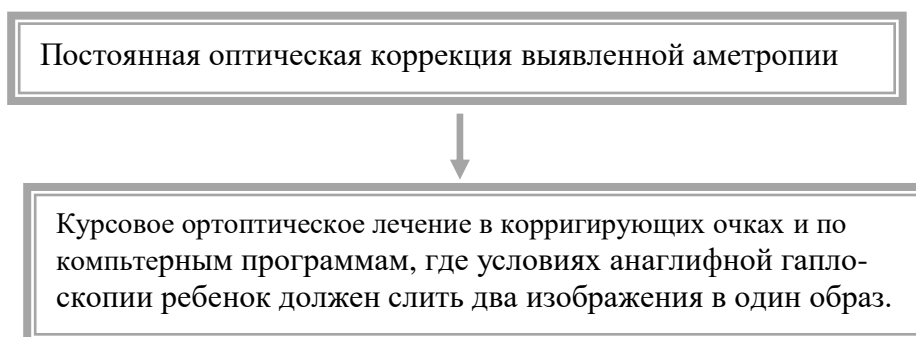 Постоянная оптическая коррекция выявленной аметропии
Курсовое ортоптическое лечение в корригирующих очках и по
компьтерным программам, где условиях анаглифной гапло-
скопии ребенок должен слить два изображения в один образ.